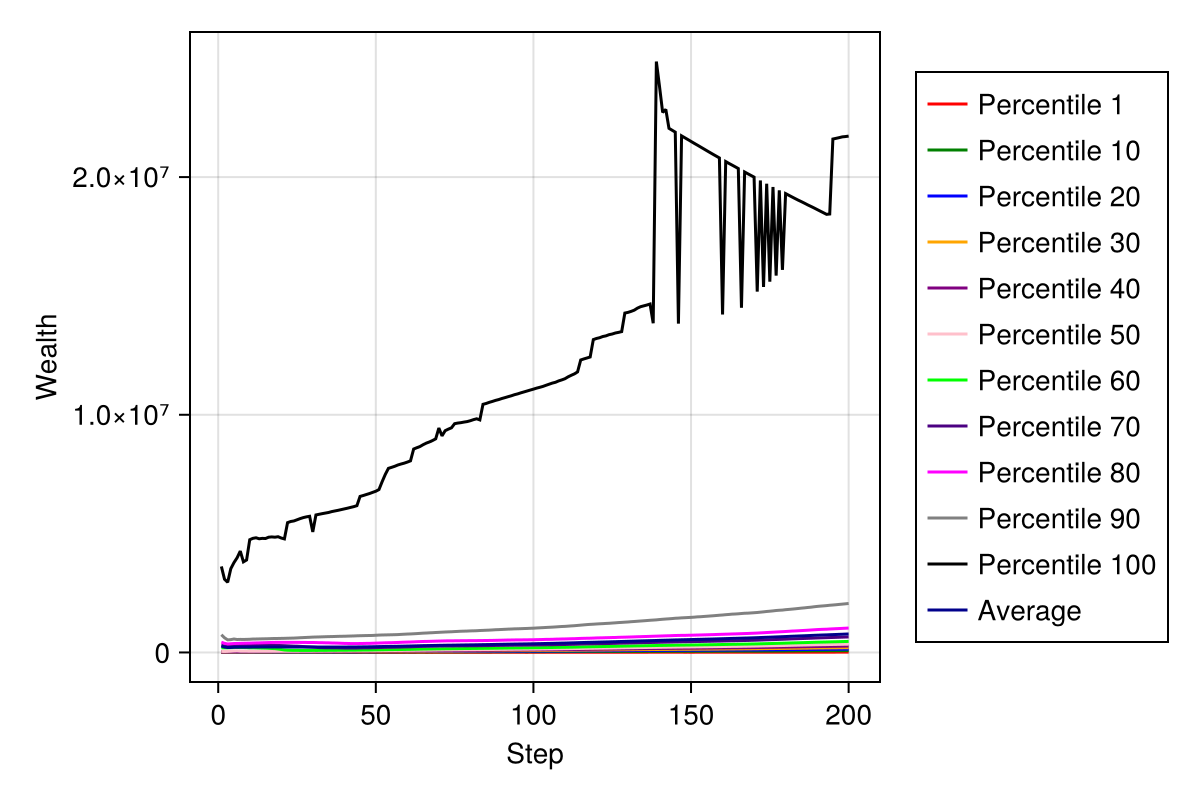 Wealth
2.0×10⁷
1.0×10⁷
0
0
50
100
150
200
Step
Percentile 1
Percentile 10
Percentile 20
Percentile 30
Percentile 40
Percentile 50
Percentile 60
Percentile 70
Percentile 80
Percentile 90
Percentile 100
Average